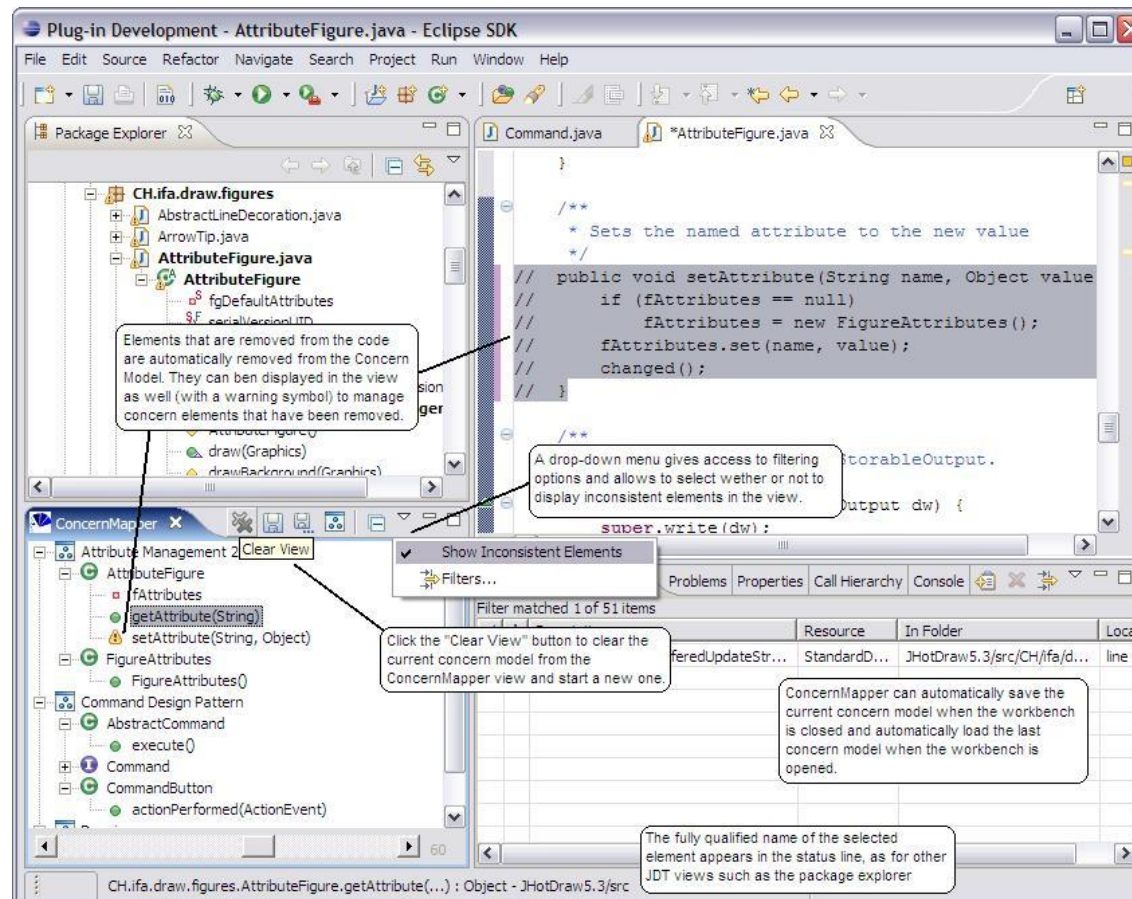 Plug-in Development - AttributeFigure.java - Eclipse SDK
File Edit Source Refactor Navigate Search Project Run Window Help
Package Explorer
CH.ifa.draw.figures
AbstractLineDecoration.java
ArrowTip.java
AttributeFigure.java
AttributeFigure
fgDefaultAttributes
serialVersionUID
Elements that are removed from the code
are automatically removed from the Concern
Model. They can ben displayed in the view
as well (with a warning symbol) to manage
concern elements that have been removed.
AttributeFigure()
draw(Graphics)
drawBackground(Graphics)
Command.java *AttributeFigure.java
}
/**
* Sets the named attribute to the new value
*/
// public void setAttribute(String name, Object value
// if (fAttributes == null)
// fAttributes = new FigureAttributes();
// fAttributes.set(name, value);
// changed();
// }
/**
StorableOutput.
Output dw) {
super.write(dw);
A drop-down menu gives access to filtering
options and allows to select wether or not to
display inconsistent elements in the view.
ConcernMapper
Clear View
Show Inconsistent Elements
Filters...
Attribute Management 2
AttributeFigure
fAttributes
getAttribute(String)
setAttribute(String, Object)
FigureAttributes
FigureAttributes()
Command Design Pattern
AbstractCommand
execute()
Command
CommandButton
actionPerformed(ActionEvent)
60
Click the "Clear View" button to clear the
current concern model from the
ConcernMapper view and start a new one.
Problems Properties Call Hierarchy Console
Filter matched 1 of 51 items
Resource In Folder Loca
feredUpdateStr... StandardD... JHotDraw5.3/src/CH/ifa/d... line
ConcernMapper can automatically save the
current concern model when the workbench
is closed and automatically load the last
concern model when the workbench is
opened.
The fully qualified name of the selected
element appears in the status line, as for other
JDT views such as the package explorer
CH.ifa.draw.figures.AttributeFigure.getAttribute(...) : Object - JHotDraw5.3/src